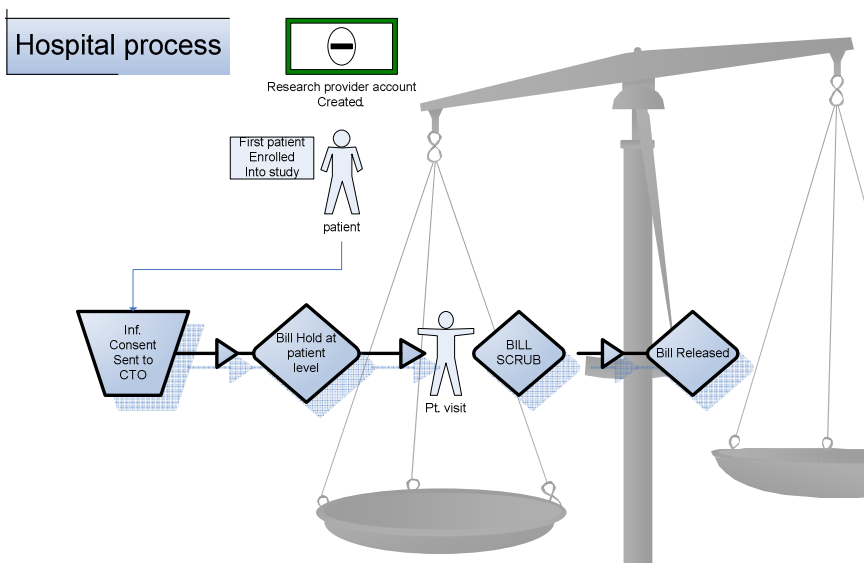 Hospital process
Research provider account
Created.
First patient
Enrolled
Into study
patient
Inf.
Consent
Sent to
CTO
Bill Hold at
patient
level
Pt. visit
BILL
SCRUB
Bill Released